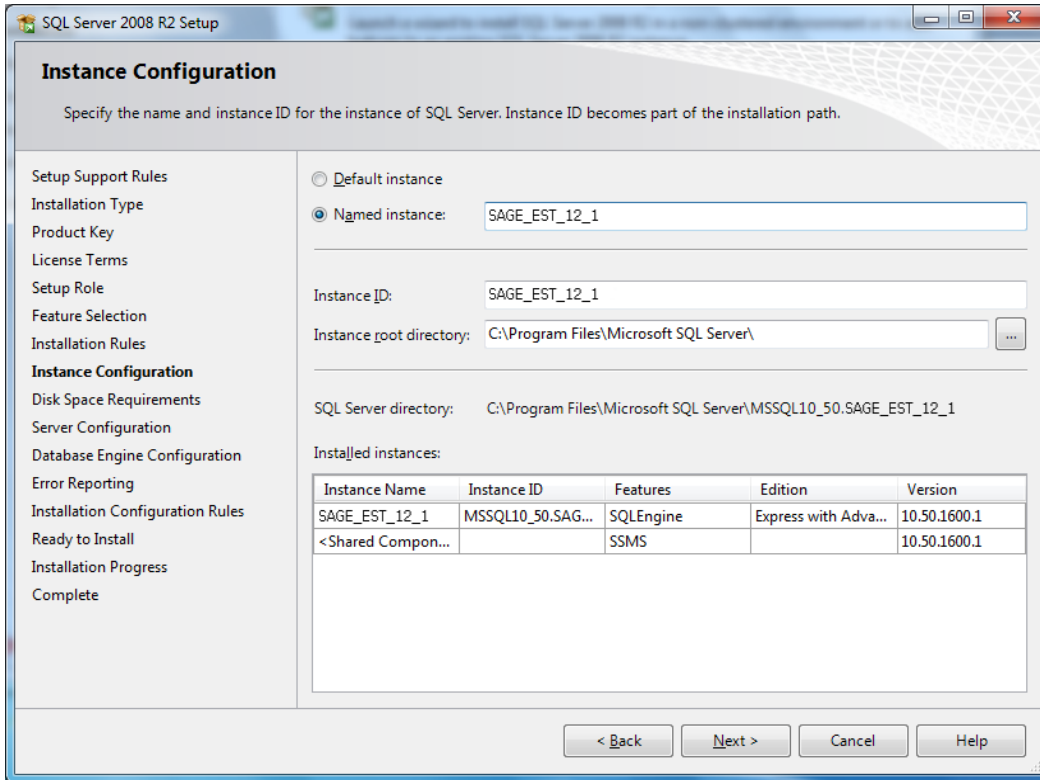 SQL Server 2008 R2 Setup
Instance Configuration
Specify the name and instance ID for the instance of SQL Server. Instance ID becomes part of the installation path.
Setup Support Rules
Installation Type
Product Key
License Terms
Setup Role
Feature Selection
Installation Rules
Instance Configuration
Disk Space Requirements
Server Configuration
Database Engine Configuration
Error Reporting
Installation Configuration Rules
Ready to Install
Installation Progress
Complete
Default instance
Named instance: SAGE_EST_12_1
Instance ID: SAGE_EST_12_1
Instance root directory: C:\Program Files\Microsoft SQL Server\ ...
SQL Server directory: C:\Program Files\Microsoft SQL Server\MSSQL10_50.SAGE_EST_12_1
Installed instances:
Instance Name Instance ID Features Edition Version
SAGE_EST_12_1 MSSQL10_50.SAG... SQLEngine Express with Adva... 10.50.1600.1
<Shared Compon... SSMS 10.50.1600.1
< Back Next > Cancel Help